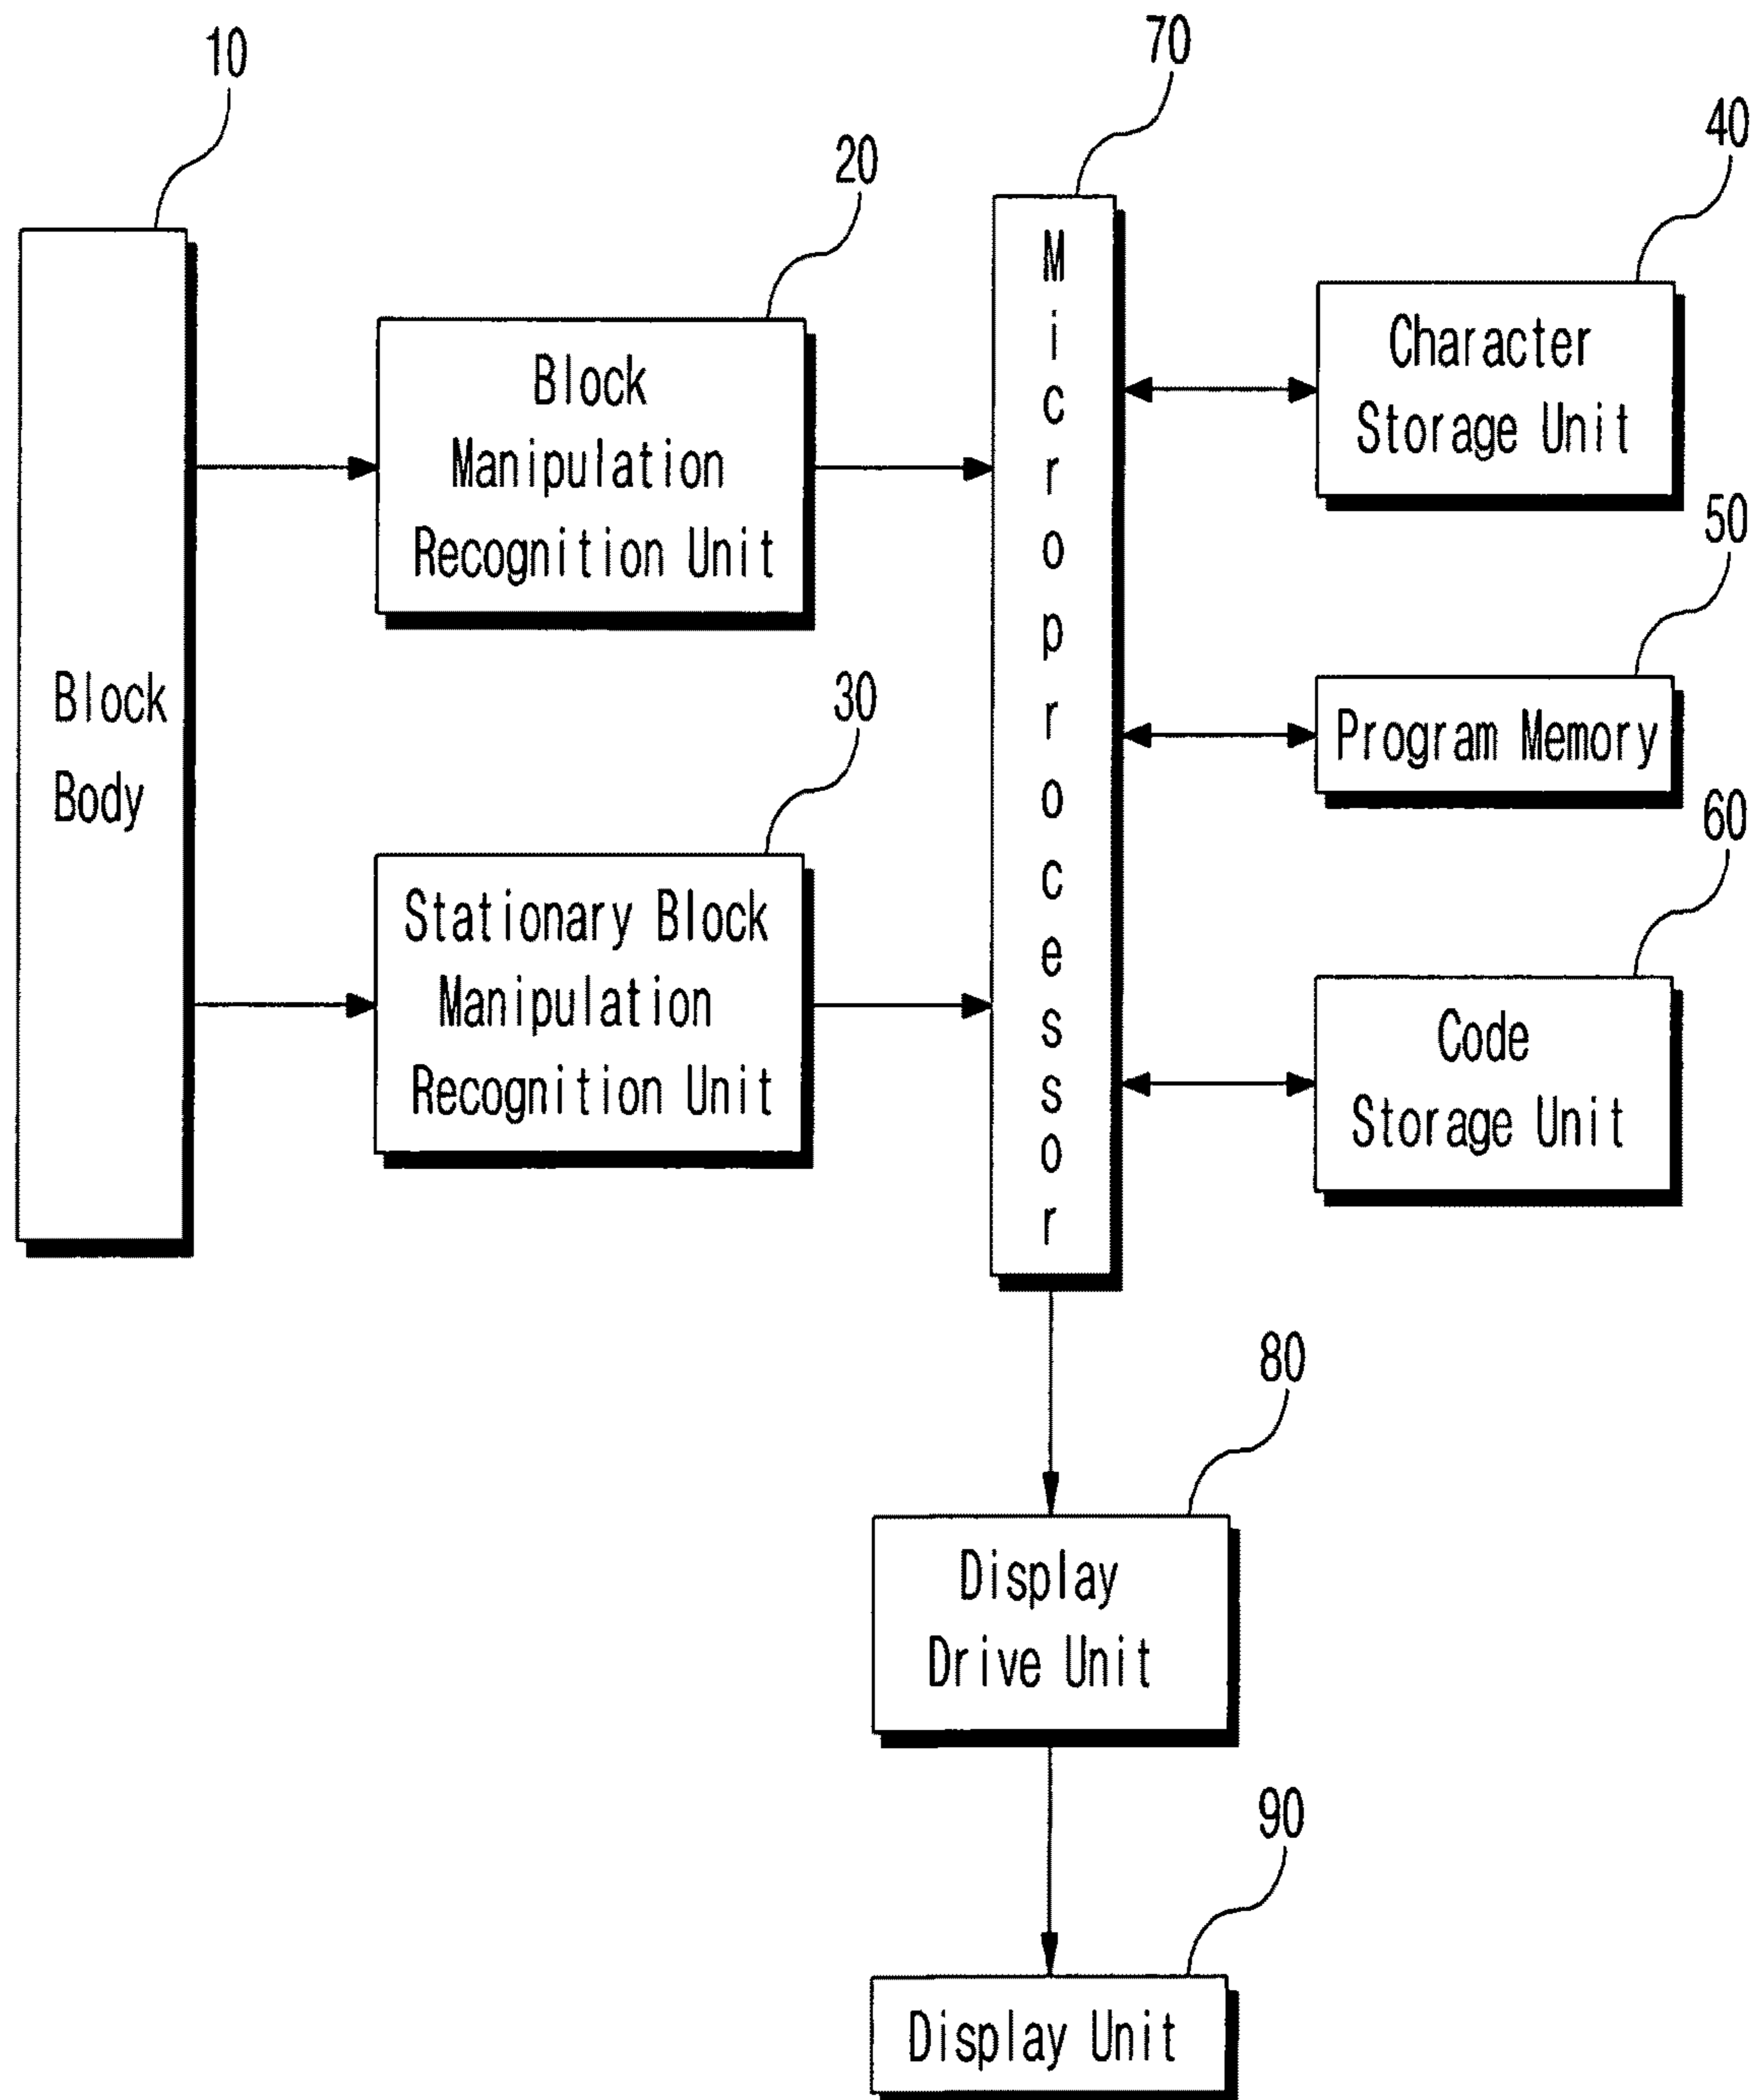 10
Block
Body
20
Block
Manipulation
Recognition Unit
30
Stationary Block
Manipulation
Recognition Unit
70
Microprocessor
40
Character
Storage Unit
50
Program Memory
60
Code
Storage Unit
80
Display
Drive Unit
90
Display Unit